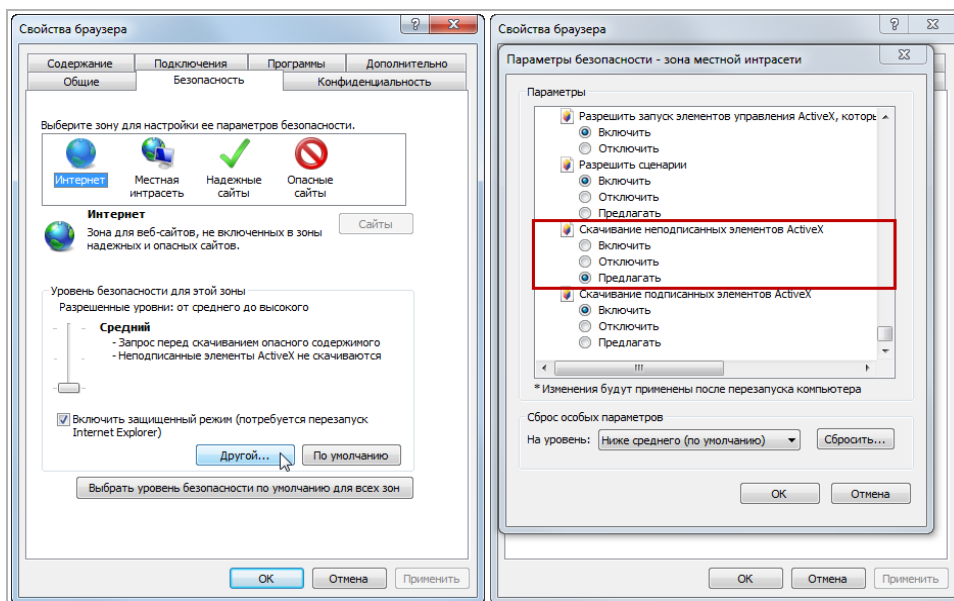 Свойства браузера
Содержание Подключения Программы Дополнительно
Общие Безопасность Конфиденциальность
Выберите зону для настройки ее параметров безопасности.
Интернет
Местная интрасеть
Надежные сайты
Опасные сайты
Интернет
Сайты
Зона для веб-сайтов, не включенных в зоны
надежных и опасных сайтов.
Уровень безопасности для этой зоны
Разрешенные уровни: от среднего до высокого
Средний
- Запрос перед скачиванием опасного содержимого
- Неподписанные элементы ActiveX не скачиваются
Включить защищенный режим (потребуется перезапуск
Internet Explorer)
Другой... По умолчанию
Выбрать уровень безопасности по умолчанию для всех зон
OK Отмена Применить
Свойства браузера
Параметры безопасности - зона местной интрасети
Параметры
Разрешить запуск элементов управления ActiveX, которь
Включить
Отключить
Разрешить сценарии
Включить
Отключить
Предлагать
Скачивание неподписанных элементов ActiveX
Включить
Отключить
Предлагать
Скачивание подписанных элементов ActiveX
Включить
Отключить
Предлагать
*Изменения будут применены после перезапуска компьютера
Сброс особых параметров
На уровень: Ниже среднего (по умолчанию) Сбросить...
OK Отмена
OK Отмена Применить